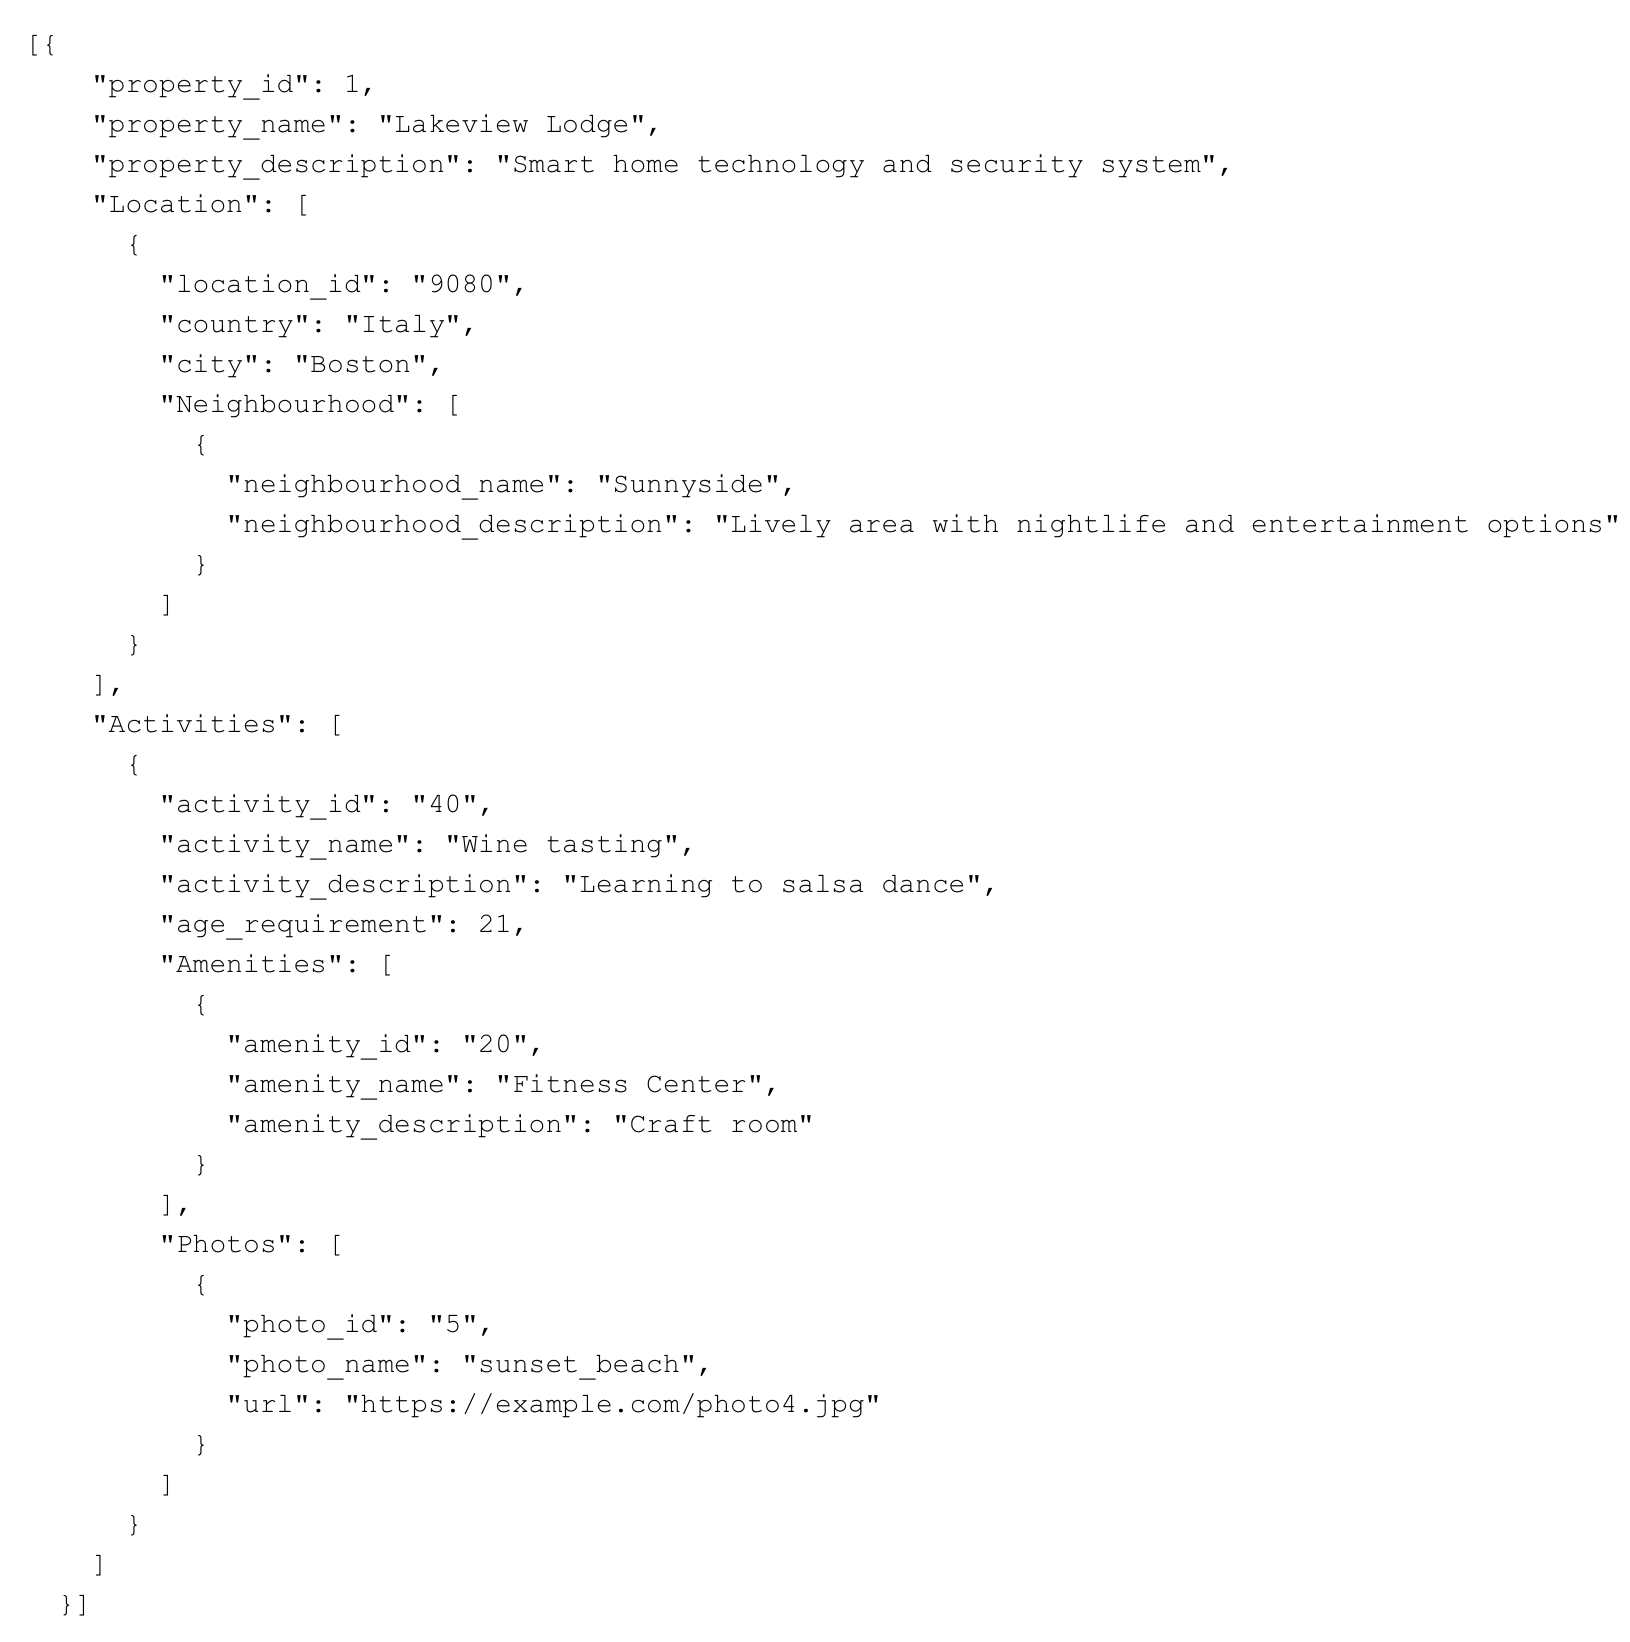 [{
    "property_id": 1,
    "property_name": "Lakeview Lodge",
    "property_description": "Smart home technology and security system",
    "Location": [
      {
        "location_id": "9080",
        "country": "Italy",
        "city": "Boston",
        "Neighbourhood": [
          {
            "neighbourhood_name": "Sunnyside",
            "neighbourhood_description": "Lively area with nightlife and entertainment options"
          }
        ]
      }
    ],
    "Activities": [
      {
        "activity_id": "40",
        "activity_name": "Wine tasting",
        "activity_description": "Learning to salsa dance",
        "age_requirement": 21,
        "Amenities": [
          {
            "amenity_id": "20",
            "amenity_name": "Fitness Center",
            "amenity_description": "Craft room"
          }
        ],
        "Photos": [
          {
            "photo_id": "5",
            "photo_name": "sunset_beach",
            "url": "https://example.com/photo4.jpg"
          }
        ]
      }
    ]
  }]